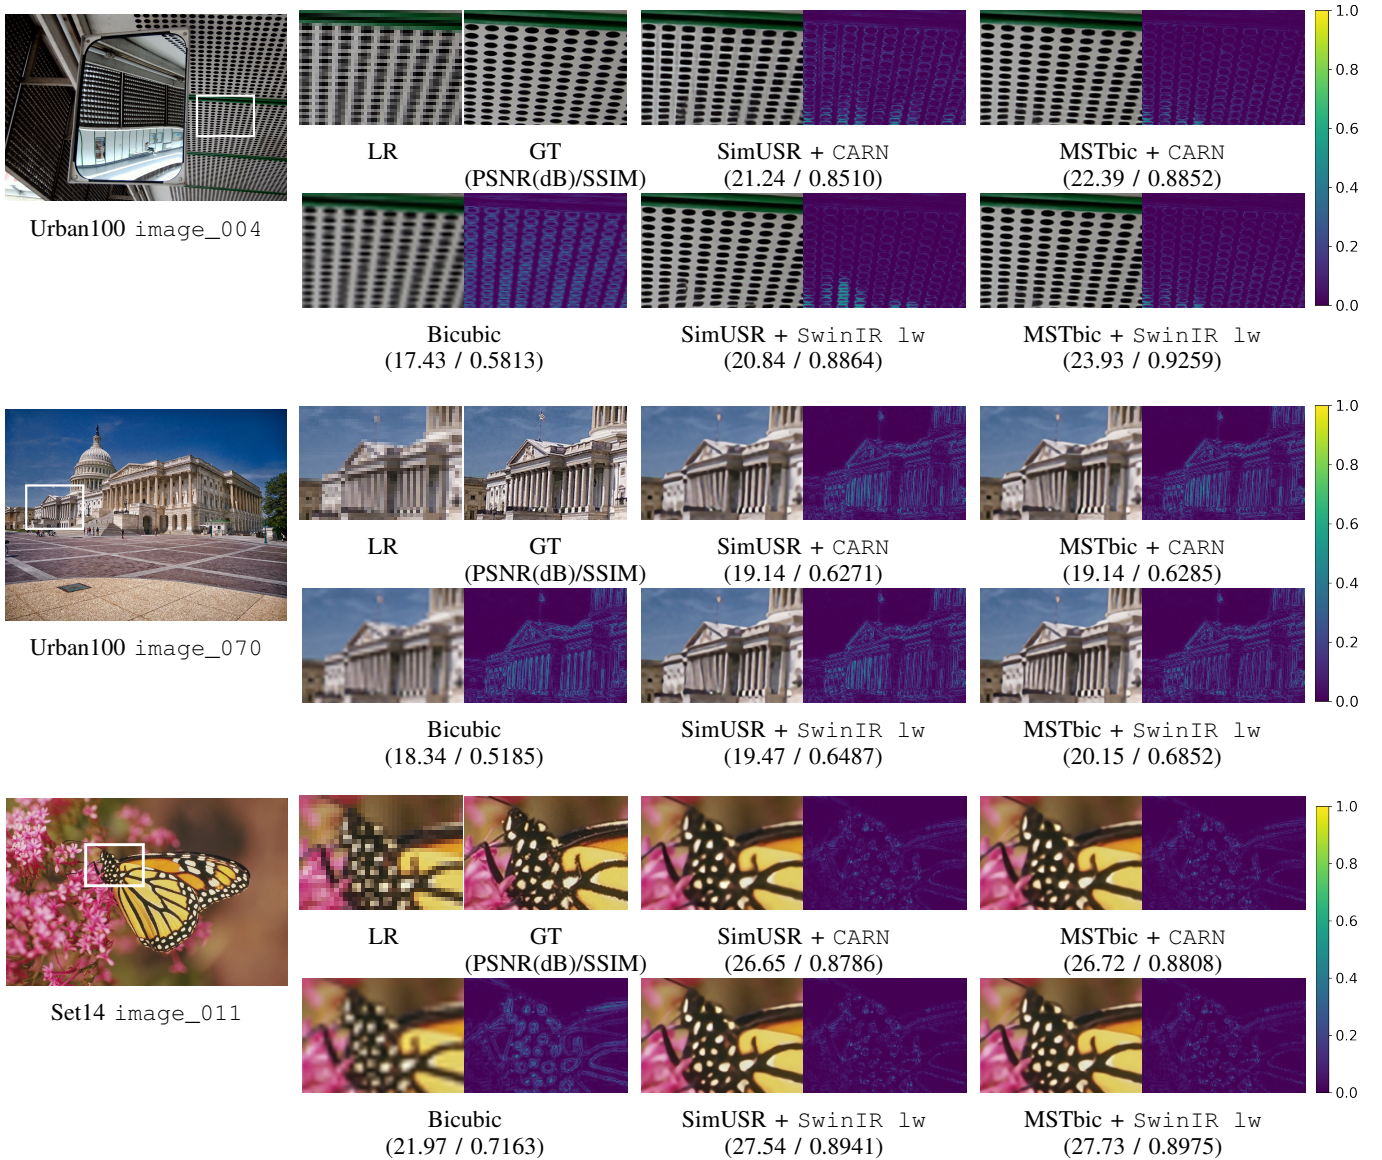 LR
GT
(PSNR(dB)/SSIM)
SimUSR + CARN
(21.24 / 0.8510)
MSTbic + CARN
(22.39 / 0.8852)
1.0
0.8
0.6
0.4
0.2
0.0
Urban100 image_004
Bicubic
(17.43 / 0.5813)
SimUSR + SwinIR lw
(20.84 / 0.8864)
MSTbic + SwinIR lw
(23.93 / 0.9259)
LR
GT
(PSNR(dB)/SSIM)
SimUSR + CARN
(19.14 / 0.6271)
MSTbic + CARN
(19.14 / 0.6285)
1.0
0.8
0.6
0.4
0.2
0.0
Urban100 image_070
Bicubic
(18.34 / 0.5185)
SimUSR + SwinIR lw
(19.47 / 0.6487)
MSTbic + SwinIR lw
(20.15 / 0.6852)
LR
GT
(PSNR(dB)/SSIM)
SimUSR + CARN
(26.65 / 0.8786)
MSTbic + CARN
(26.72 / 0.8808)
1.0
0.8
0.6
0.4
0.2
0.0
Set14 image_011
Bicubic
(21.97 / 0.7163)
SimUSR + SwinIR lw
(27.54 / 0.8941)
MSTbic + SwinIR lw
(27.73 / 0.8975)